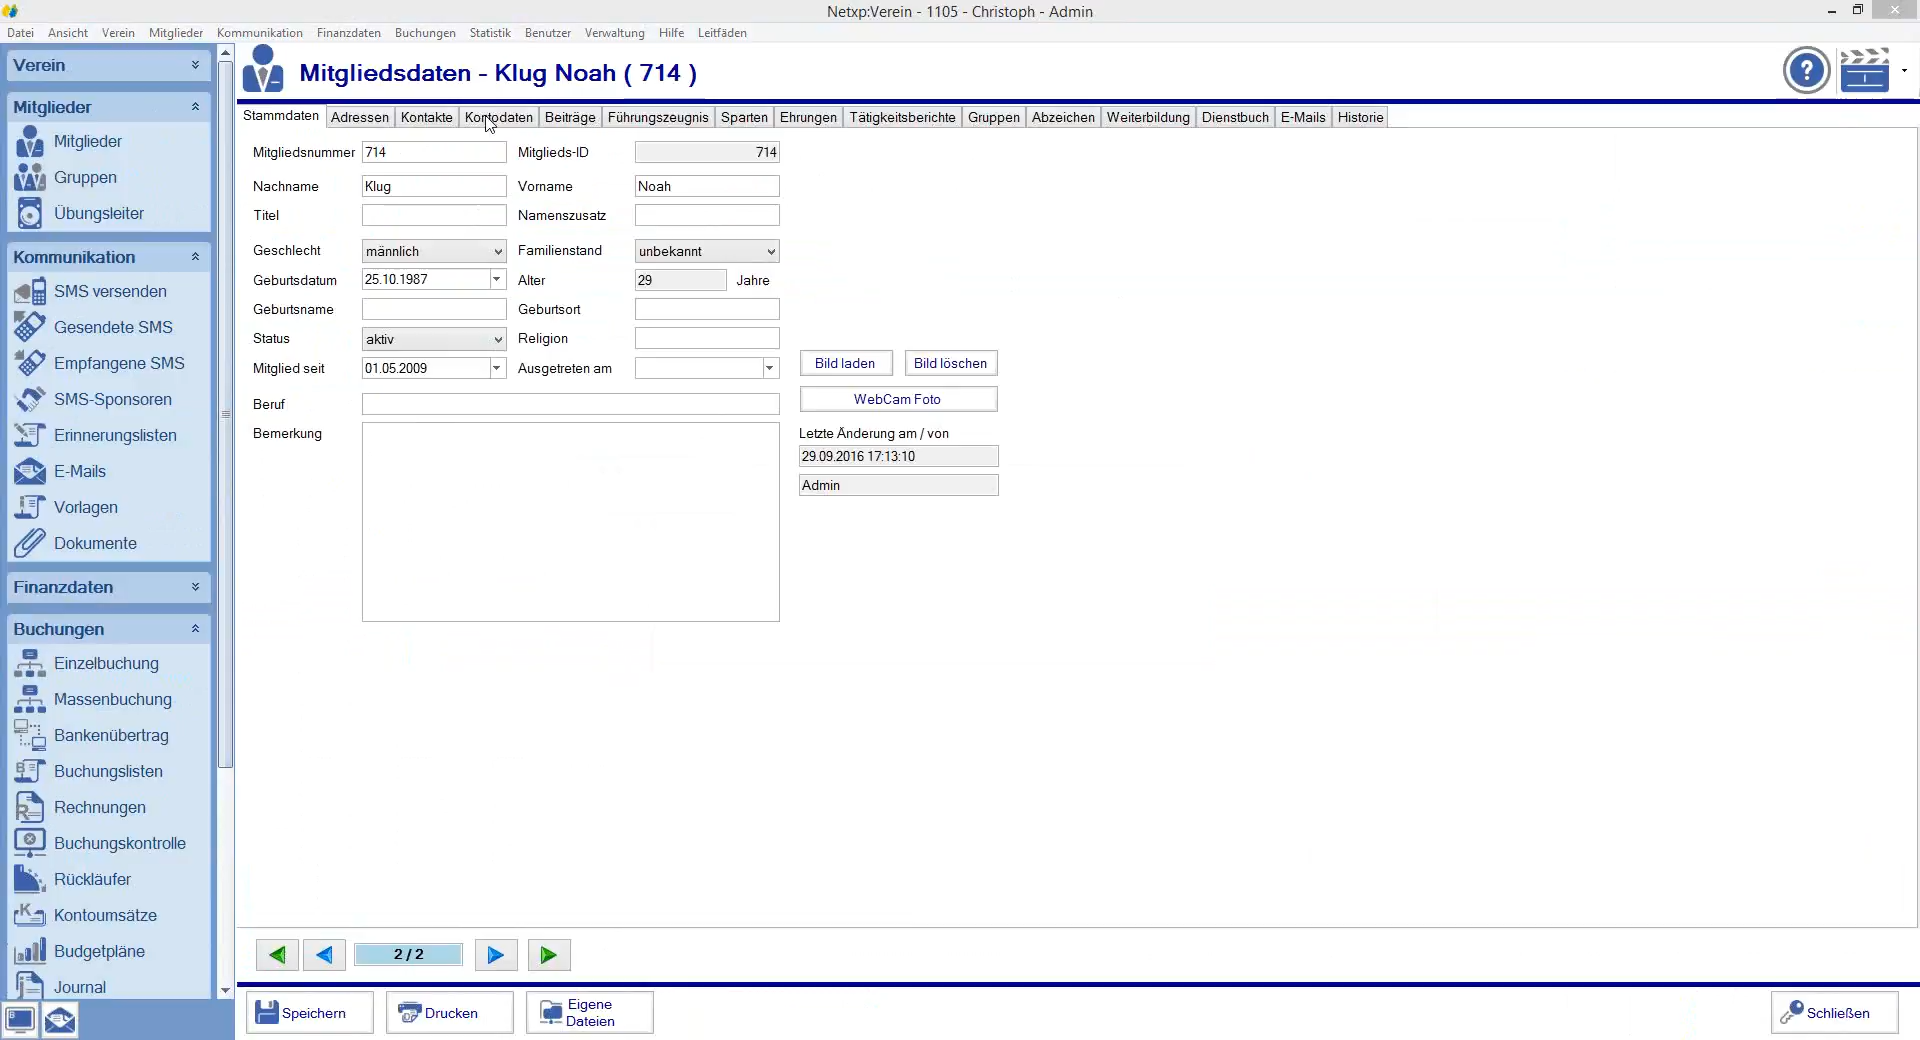 Netxp:Verein - 1105 - Christoph - Admin
Datei Ansicht Verein Mitglieder Kommunikation Finanzdaten Buchungen Statistik Benutzer Verwaltung Hilfe Leitfäden
Verein
Mitglieder
Mitglieder
Gruppen
Übungsleiter
Kommunikation
SMS versenden
Gesendete SMS
Empfangene SMS
SMS-Sponsoren
Erinnerungslisten
E-Mails
Vorlagen
Dokumente
Finanzdaten
Buchungen
Einzelbuchung
Massenbuchung
Bankenübertrag
Buchungslisten
Rechnungen
Buchungskontrolle
Rückläufer
Kontoumsätze
Budgetpläne
Journal
Mitgliedsdaten - Klug Noah ( 714 )
Stammdaten Adressen Kontakte Kontodaten Beiträge Führungszeugnis Sparten Ehrungen Tätigkeitsberichte Gruppen Abzeichen Weiterbildung Dienstbuch E-Mails Historie
Mitgliedsnummer 714 Mitglieds-ID 714
Nachname Klug Vorname Noah
Titel Namenszusatz
Geschlecht männlich Familienstand unbekannt
Geburtsdatum 25.10.1987 Alter 29 Jahre
Geburtsname Geburtsort
Status aktiv Religion
Mitglied seit 01.05.2009 Ausgetreten am
Bild laden Bild löschen
Beruf
WebCam Foto
Bemerkung
Letzte Änderung am / von
29.09.2016 17:13:10
Admin
2 / 2
Speichern Drucken Eigene Dateien Schließen